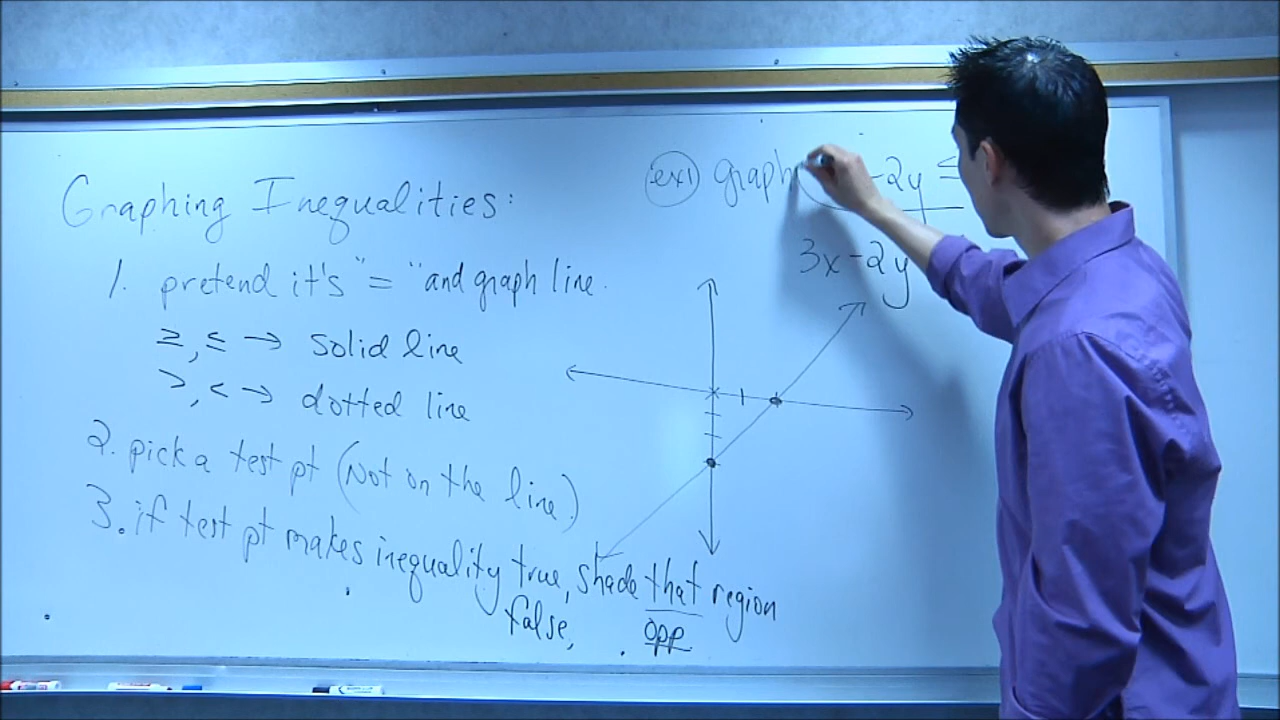 Graphing Inequalities:
1. pretend it's "=" and graph line.
≥, ≤ → solid line
>, < → dotted line
2. pick a test pt (Not on the line.)
3. if test pt makes inequality true, shade that region
false, opp
ex1 graph -2y ≤
3x-2y